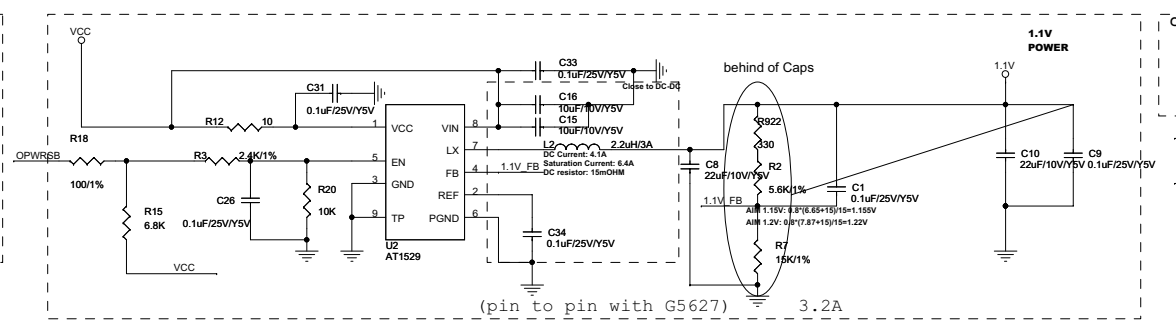 VCC
1.1V
POWER
C
C33
0.1uF/25V/Y5V
behind of Caps
1.1V
Close to DC-DC
C31
0.1uF/25V/Y5V
C16
10uF/10V/Y5V
C15
10uF/10V/Y5V
R12
10
1
VCC
VIN
8
R922
330
R18
OPWRSB
100/1%
R3
2.4K/1%
5
EN
LX
7
L2
2.2uH/3A
DC Current: 4.1A
Saturation Current: 6.4A
DC resistor: 15mOHM
FB
4
1.1V_FB
C8
22uF/10V/Y5V
R2
5.6K/1%
C10
22uF/10V/Y5V
C9
0.1uF/25V/Y5V
3
GND
REF
2
C26
0.1uF/25V/Y5V
R20
10K
C1
0.1uF/25V/Y5V
1.1V_FB
AIM 1.15V: 0.8*(6.65+15)/15=1.155V
AIM 1.2V: 0.8*(7.87+15)/15=1.22V
R15
6.8K
9
TP
PGND
6
C34
0.1uF/25V/Y5V
U2
AT1529
R7
15K/1%
VCC
(pin to pin with G5627)
3.2A